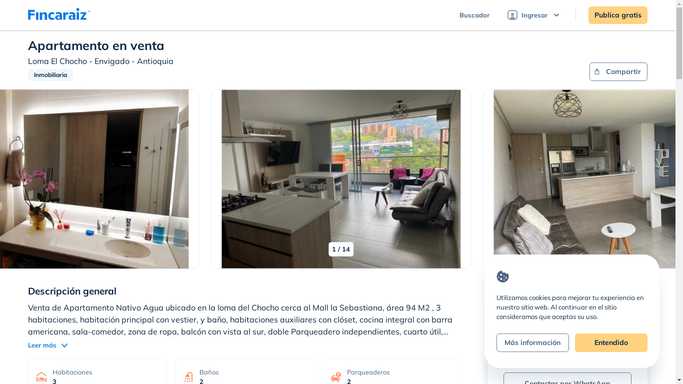 Fincaraiz
Buscador
Ingresar
Publica gratis
Apartamento en venta
Loma El Chocho - Envigado - Antioquia
Inmobiliaria
Compartir
1 / 14
Descripción general
Venta de Apartamento Nativo Agua ubicado en la loma del Chocho cerca al Mall la Sebastiana, área 94 M2 , 3
habitaciones, habitación principal con vestier, y baño, habitaciones auxiliares con clóset, cocina integral con barra
americana, sala-comedor, zona de ropa, balcón con vista al sur, doble Parqueadero independientes, cuarto útil,...
Leer más
Habitaciones
3
Baños
2
Parqueaderos
2
Utilizamos cookies para mejorar tu experiencia en
nuestro sitio web. Al continuar en el sitio
consideramos que aceptas su uso.
Más información
Entendido
Contactar por WhatsApp